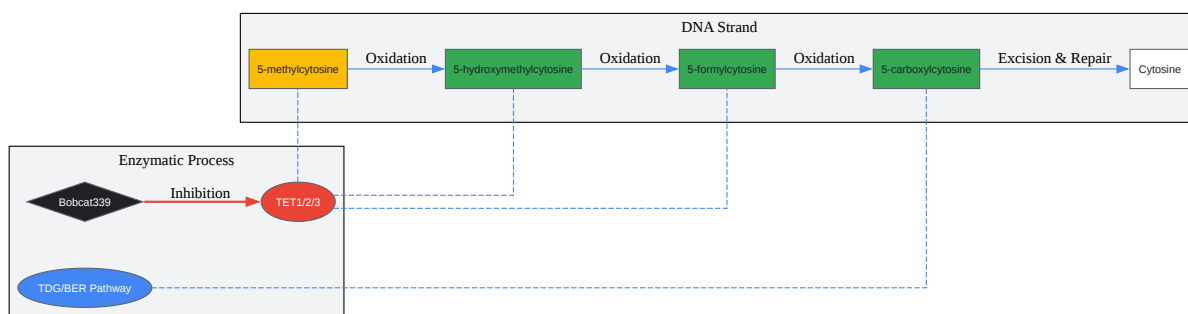 DNA Strand
5-methylcytosine
Oxidation
5-hydroxymethylcytosine
Oxidation
5-formylcytosine
Oxidation
5-carboxylcytosine
Excision & Repair
Cytosine
Enzymatic Process
Bobcat339
Inhibition
TET1/2/3
TDG/BER Pathway